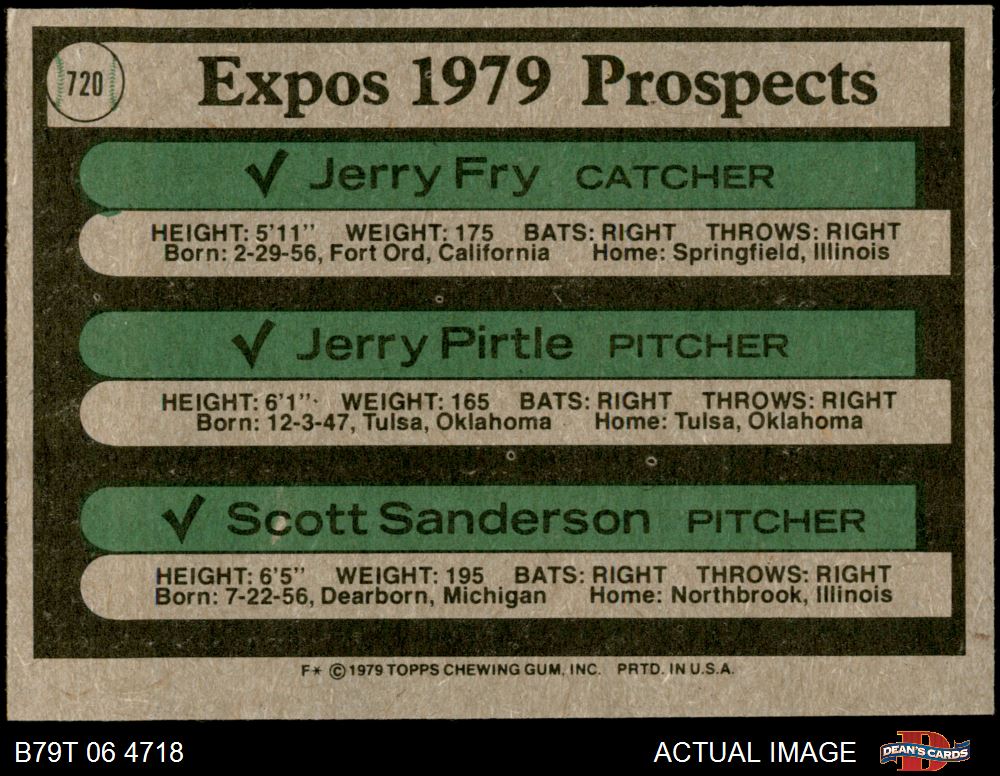 720
Expos 1979 Prospects
✓ Jerry Fry CATCHER
HEIGHT: 5'11" WEIGHT: 175 BATS: RIGHT THROWS: RIGHT
Born: 2-29-56, Fort Ord, California Home: Springfield, Illinois
✓ Jerry Pirtle PITCHER
HEIGHT: 6'1" WEIGHT: 165 BATS: RIGHT THROWS: RIGHT
Born: 12-3-47, Tulsa, Oklahoma Home: Tulsa, Oklahoma
✓ Scott Sanderson PITCHER
HEIGHT: 6'5" WEIGHT: 195 BATS: RIGHT THROWS: RIGHT
Born: 7-22-56, Dearborn, Michigan Home: Northbrook, Illinois
F* © 1979 TOPPS CHEWING GUM, INC. PRTD. IN U.S.A.
B79T 06 4718 ACTUAL IMAGE DEAN'S CARDS